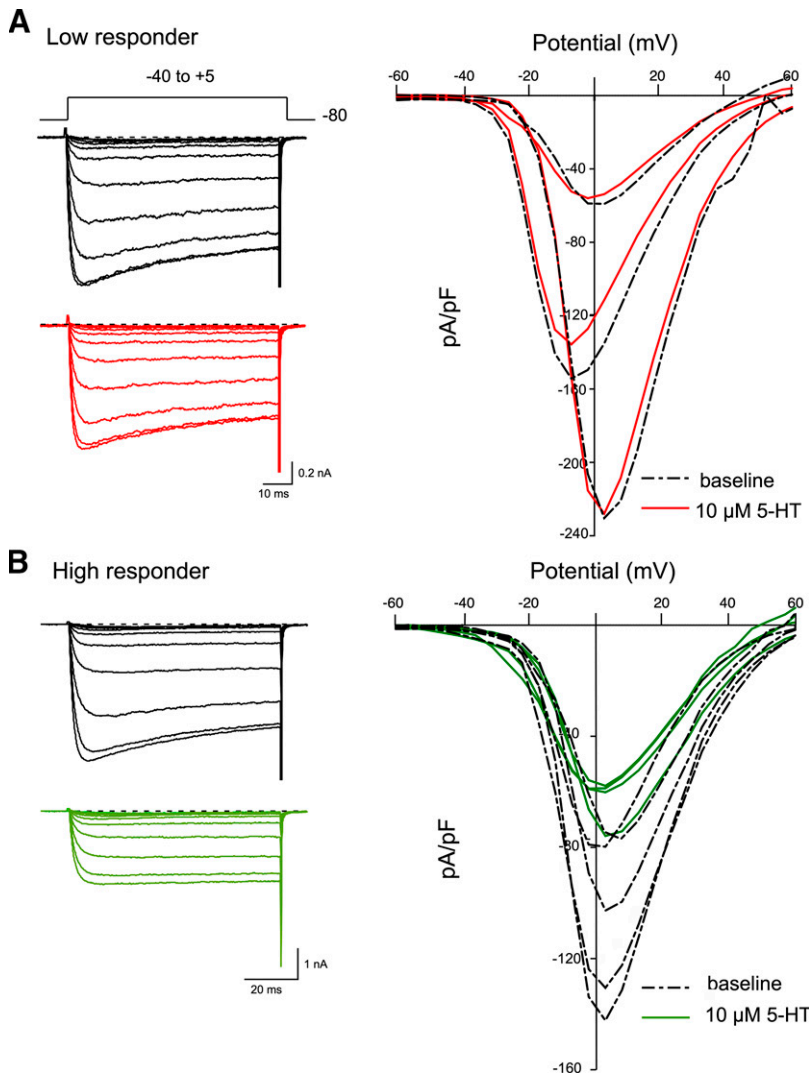 A
Low responder
-40 to +5
-80
0.2 nA
10 ms
Potential (mV)
-60 -40 -20 0 20 40 60
-40
-80
-120
-160
-200
-240
pA/pF
baseline
10 µM 5-HT
B
High responder
1 nA
20 ms
Potential (mV)
-60 -40 -20 0 20 40 60
-80
-120
-160
pA/pF
baseline
10 µM 5-HT